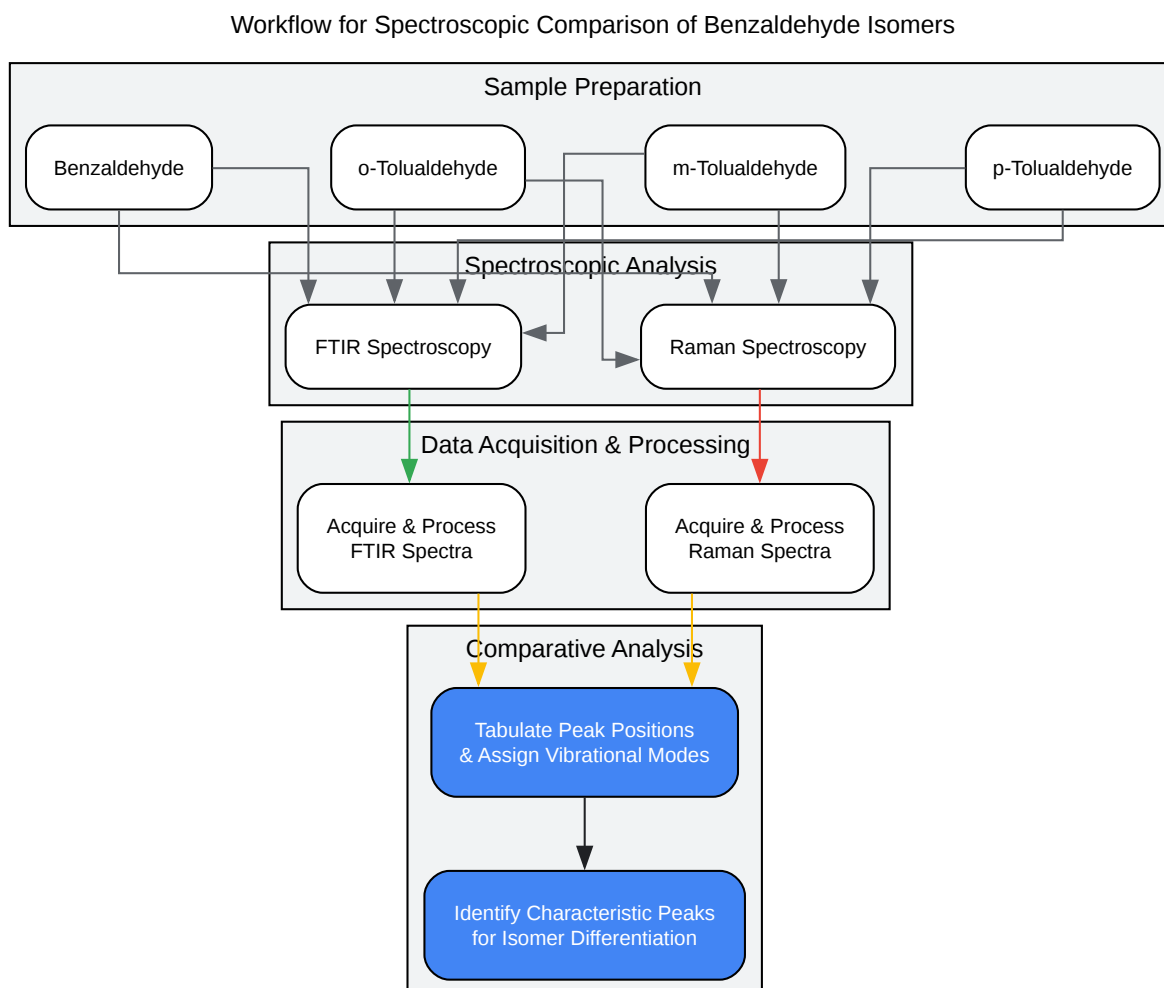 Workflow for Spectroscopic Comparison of Benzaldehyde Isomers
Sample Preparation
Benzaldehyde
o-Tolualdehyde
m-Tolualdehyde
p-Tolualdehyde
Spectroscopic Analysis
FTIR Spectroscopy
Raman Spectroscopy
Data Acquisition & Processing
Acquire & Process
FTIR Spectra
Acquire & Process
Raman Spectra
Comparative Analysis
Tabulate Peak Positions
& Assign Vibrational Modes
Identify Characteristic Peaks
for Isomer Differentiation